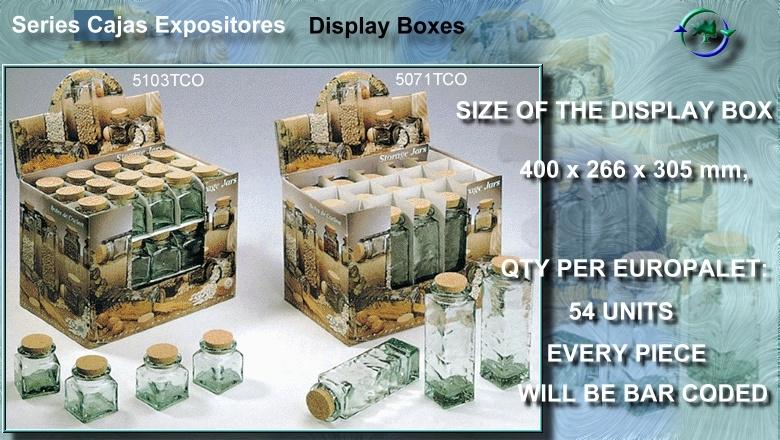 Series Cajas Expositores Display Boxes
5103TCO
5071TCO
SIZE OF THE DISPLAY BOX
400 x 266 x 305 mm,
Storage Jars
Storage Jars
QTY PER EUROPALET:
54 UNITS
EVERY PIECE
WILL BE BAR CODED